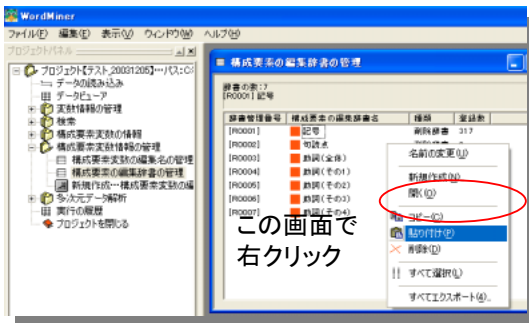 WordMiner
ファイル(F) 編集(E) 表示(V) ウィンドウ(W) ヘルプ(H)
プロジェクトパネル
プロジェクト【テスト_20031205】…パス:C:
データの読み込み
データビューア
変数情報の管理
検索
構成要素変数の情報
構成要素変数情報の管理
構成要素変数の編集名の管理
構成要素の編集辞書の管理
新規作成…構成要素変数の編
多次元データ解析
実行の履歴
プロジェクトを閉じる
構成要素の編集辞書の管理
辞書の数:7
[R0001] 記号
辞書管理番号 構成要素の編集辞書名 種類 登録数
[R0001] 記号 削除辞書 317
[R0002] 句読点
[R0003] 助詞(全体)
[R0004] 助詞(その1)
[R0005] 助詞(その2)
[R0006] 助詞(その3)
[R0007] 助詞(その4)
名前の変更(U)
新規作成(N)
開く(O)
コピー(C)
貼り付け(P)
削除(D)
すべて選択(L)
すべてエクスポート(4)...
この画面で
右クリック